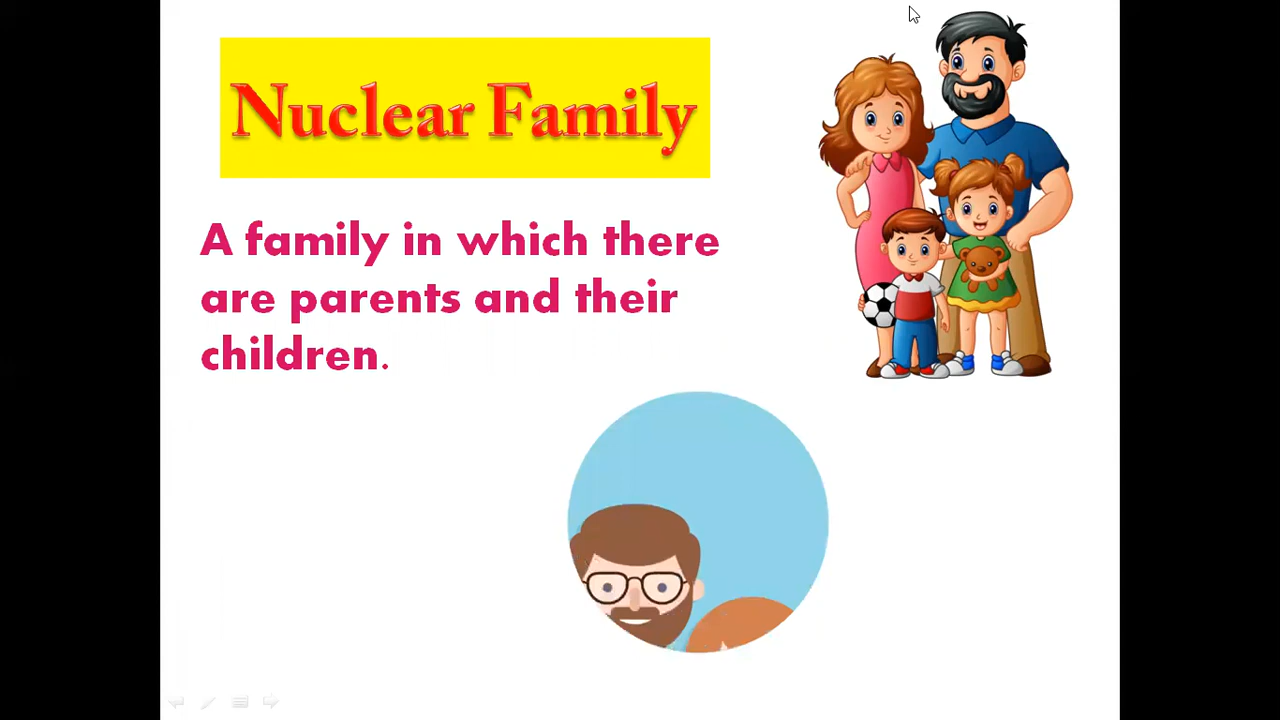 Nuclear Family
A family in which there
are parents and their
children.